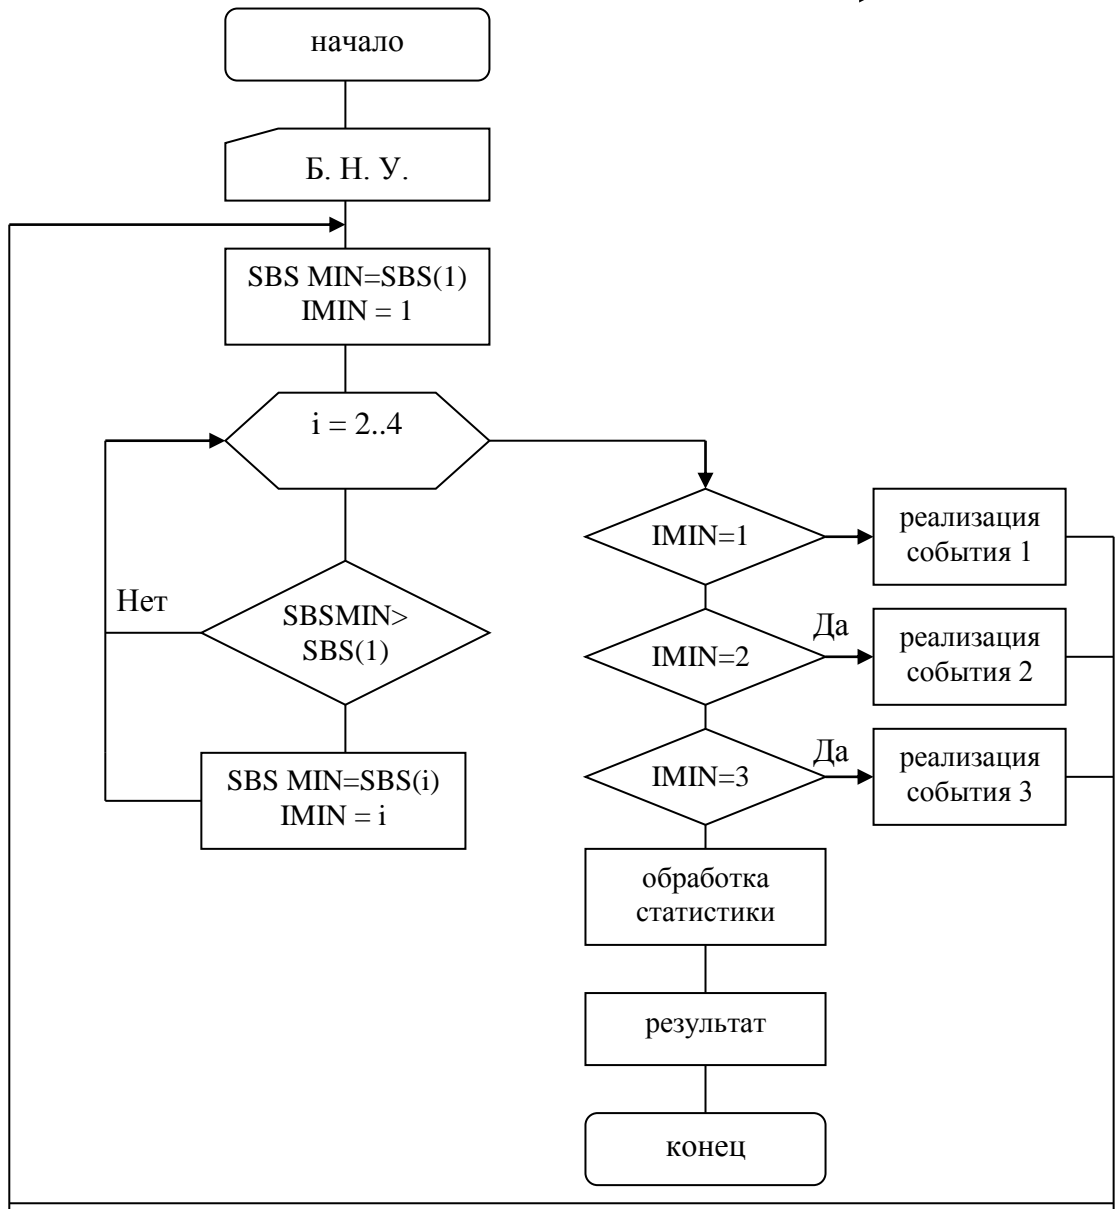 начало
Б. Н. У.
SBS MIN=SBS(1)
IMIN = 1
i = 2..4
Нет
SBSMIN>
SBS(1)
SBS MIN=SBS(i)
IMIN = i
IMIN=1
реализация
события 1
IMIN=2
Да
реализация
события 2
IMIN=3
Да
реализация
события 3
обработка
статистики
результат
конец